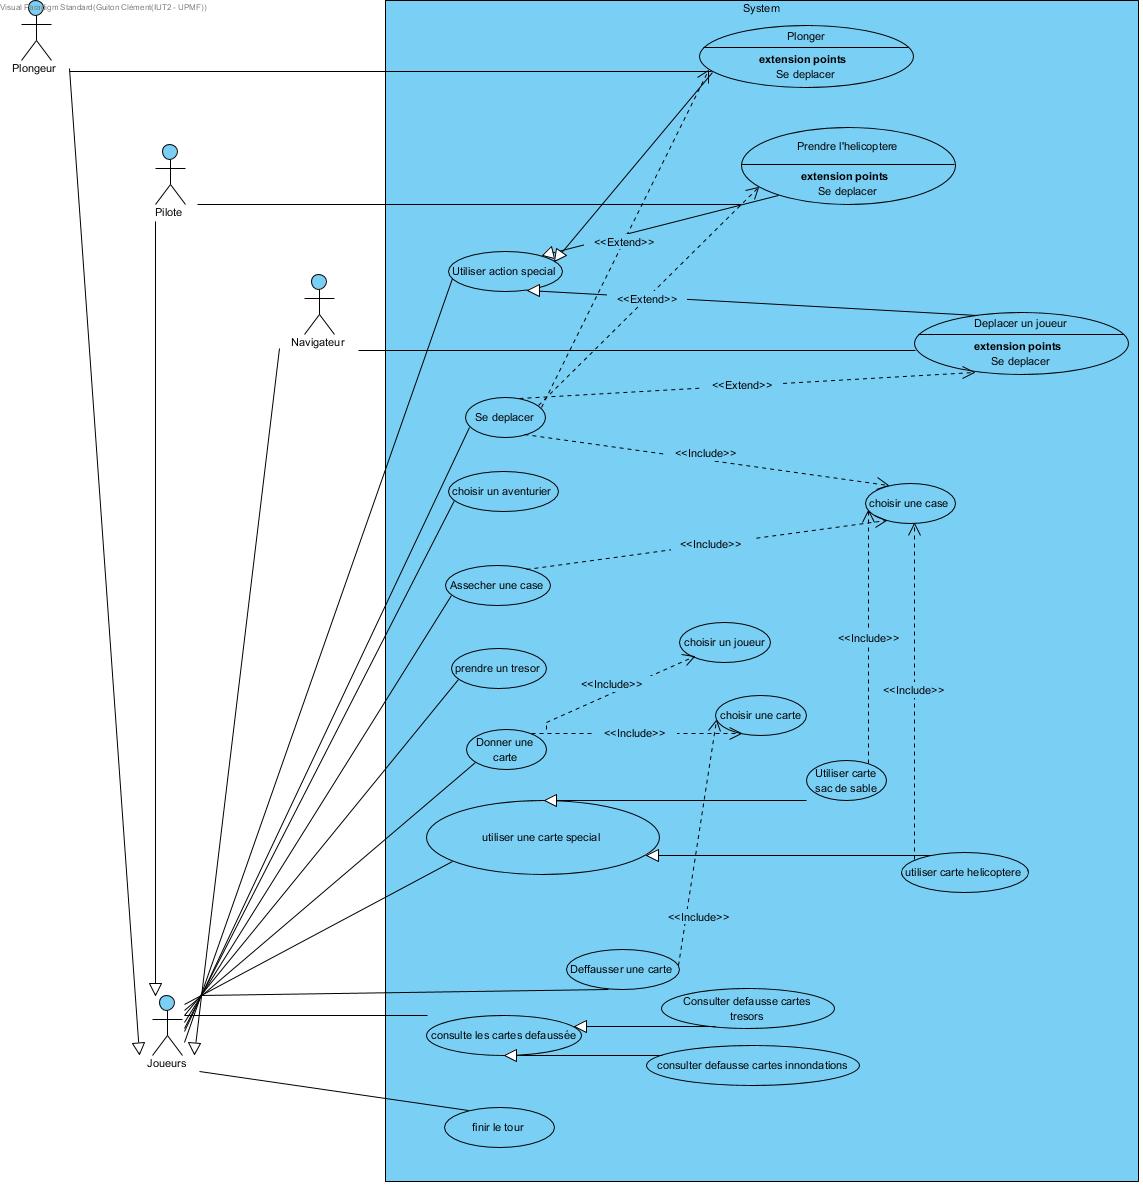 Visual Paradigm Standard(Guiton Clément(IUT2 - UPMF))
System
Plongeur
Plonger
extension points
Se deplacer
Pilote
Prendre l'helicoptere
extension points
Se deplacer
<<Extend>>
Utiliser action special
<<Extend>>
Navigateur
Deplacer un joueur
extension points
Se deplacer
<<Extend>>
Se deplacer
<<Include>>
choisir un aventurier
choisir une case
<<Include>>
Assecher une case
choisir un joueur
<<Include>>
prendre un tresor
<<Include>>
<<Include>>
choisir une carte
<<Include>>
Donner une
carte
Utiliser carte
sac de sable
utiliser une carte special
utiliser carte helicoptere
<<Include>>
Deffausser une carte
Consulter defausse cartes
tresors
consulte les cartes defaussée
consulter defausse cartes innondations
Joueurs
finir le tour